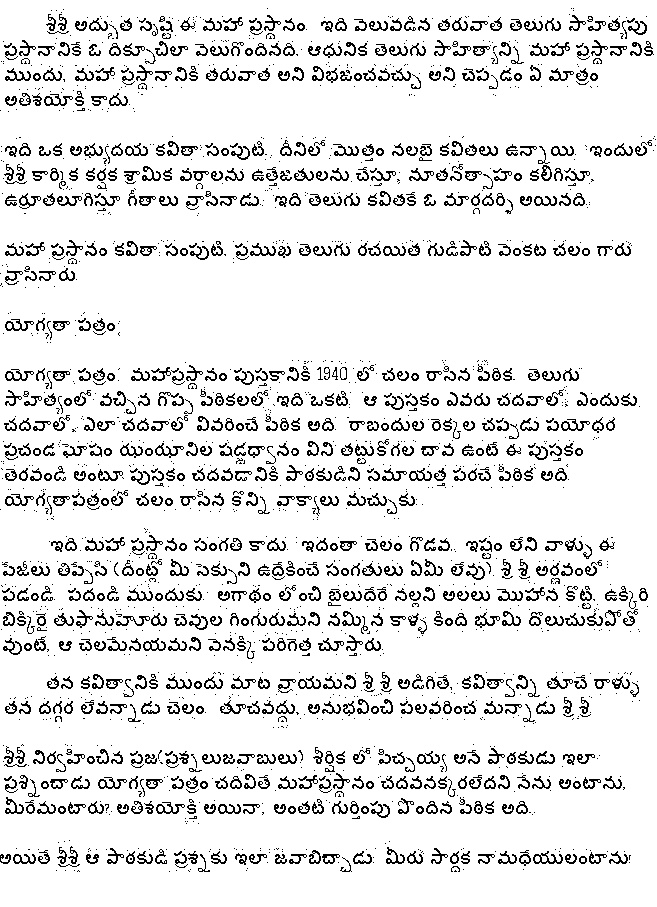 శ్రీశ్రీ అద్భుత సృష్టి ఈ మహా ప్రస్థానం. ఇది వెలువడిన తరువాత తెలుగు సాహిత్యపు
ప్రస్థానానికే ఓ దిక్సూచిలా వెలుగొందినది. ఆధునిక తెలుగు సాహిత్యాన్ని మహా ప్రస్థానానికి
ముందు, మహా ప్రస్థానానికి తరువాత అని విభజించవచ్చు అని చెప్పడం ఏ మాత్రం
అతిశయోక్తి కాదు.
ఇది ఒక అభ్యుదయ కవితా సంపుటి. దీనిలో మొత్తం నలబై కవితలు ఉన్నాయి. ఇందులో
శ్రీశ్రీ కార్మిక కర్షక శ్రామిక వర్గాలను ఉత్తేజితులను చేస్తూ, నూతనోత్సాహం కలిగిస్తూ,
ఉర్రూతలూగిస్తూ గీతాలు వ్రాసినాడు. ఇది తెలుగు కవితకే ఓ మార్గదర్శి అయినది.
మహా ప్రస్థానం కవితా సంపుటి. ప్రముఖ తెలుగు రచయిత గుడిపాటి వెంకట చలం గారు
వ్రాసినారు.
యోగ్యతా పత్రం
యోగ్యతా పత్రం. మహాప్రస్థానం పుస్తకానికి 1940 లో చలం రాసిన పీఠిక. తెలుగు
సాహిత్యంలో వచ్చిన గొప్ప పీఠికలలో ఇది ఒకటి. ఆ పుస్తకం ఎవరు చదవాలో, ఎందుకు
చదవాలో, ఎలా చదవాలో వివరించే పీఠిక అది. రాబందుల రెక్కల చప్పుడు పయోధర
ప్రచండ ఘోషం ఝంఝానిల షడ్జధ్వానం విని తట్టుకోగల చావ ఉంటే ఈ పుస్తకం
తెరవండి అంటూ పుస్తకం చదవడానికి పాఠకుడిని సమాయత్త పరచే పీఠిక అది.
యోగ్యతాపత్రంలో చలం రాసిన కొన్ని వాక్యాలు మచ్చుకు..
ఇది మహా ప్రస్థానం సంగతి కాదు. ఇదంతా చెలం గొడవ. ఇష్టం లేని వాళ్ళు ఈ
పేజీలు తిప్పేసి (దీంట్లో మీ సెక్సుని ఉద్రేకించే సంగతులు ఏమీ లేవు) శ్రీ శ్రీ అర్ణవంలో
పడండి. పదండి ముందుకు. అగాథం లోంచి బైలుదేరే నల్లని అలలు మొహాన కొట్టి, ఉక్కిరి
బిక్కిరై తుఫానుహెూరు చెవుల గింగురుమని నమ్మిన కాళ్ళ కింది భూమి దొలుచుకుపోతో
వుంటే, ఆ చెలమేనయమని వెనక్కి పరిగెత్త చూస్తారు.
తన కవిత్వానికి ముందు మాట వ్రాయమని శ్రీ శ్రీ అడిగితే, కవిత్వాన్ని తూచే రాళ్ళు
తన దగ్గర లేవన్నాడు చెలం. తూచవద్దు, అనుభవించి పలవరించ మన్నాడు శ్రీ శ్రీ.
శ్రీశ్రీ నిర్వహించిన ప్రజ(ప్రశ్నలుజవాబులు) శీర్షిక లో పిచ్చయ్య అనే పాఠకుడు ఇలా
ప్రశ్నించాడు యోగ్యతా పత్రం చదివితే మహాప్రస్థానం చదవనక్కరలేదని నేను అంటాను,
మీరేమంటారు? అతిశయోక్తి అయినా, అంతటి గుర్తింపు పొందిన పీఠిక అది.
అయితే శ్రీశ్రీ ఆ పాఠకుడి ప్రశ్నకు ఇలా జవాబిచ్చాడు. మీరు సార్థక నామధేయులంటాను!